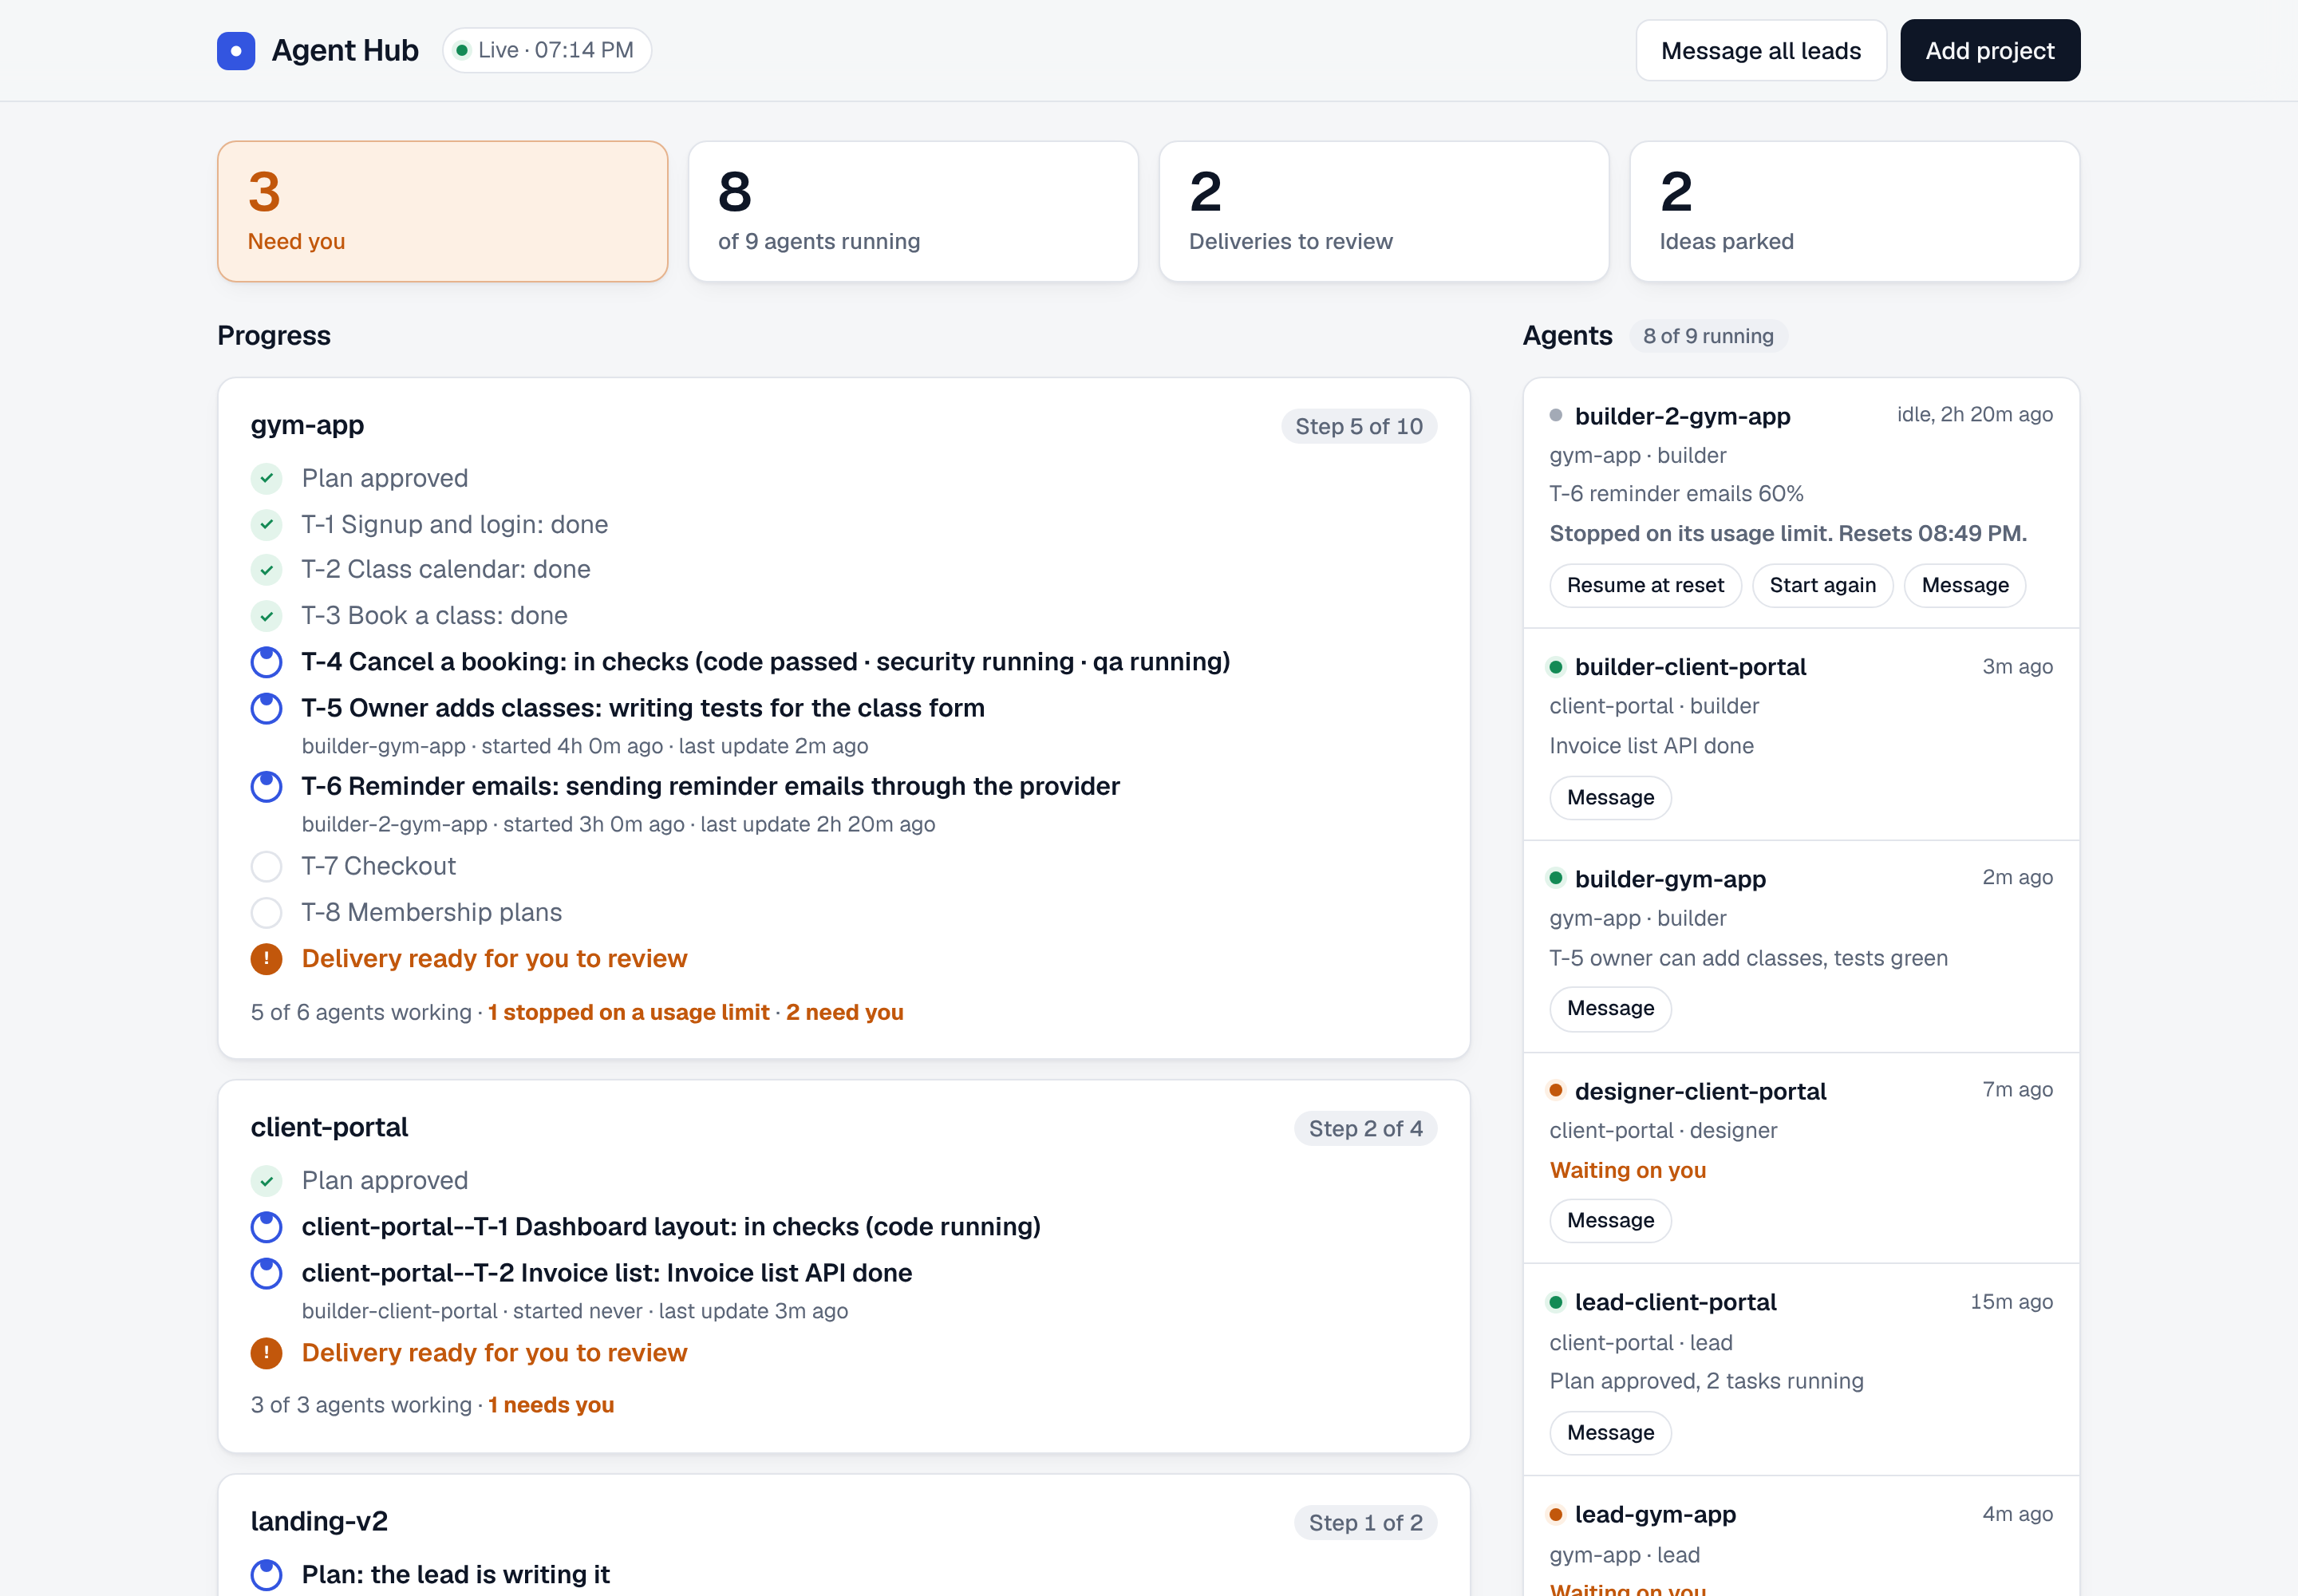 Agent Hub
Live · 07:14 PM
Message all leads
Add project
3
Need you
8
of 9 agents running
2
Deliveries to review
2
Ideas parked
Progress
gym-app
Step 5 of 10
Plan approved
T-1 Signup and login: done
T-2 Class calendar: done
T-3 Book a class: done
T-4 Cancel a booking: in checks (code passed · security running · qa running)
T-5 Owner adds classes: writing tests for the class form
builder-gym-app · started 4h 0m ago · last update 2m ago
T-6 Reminder emails: sending reminder emails through the provider
builder-2-gym-app · started 3h 0m ago · last update 2h 20m ago
T-7 Checkout
T-8 Membership plans
! Delivery ready for you to review
5 of 6 agents working · 1 stopped on a usage limit · 2 need you
client-portal
Step 2 of 4
Plan approved
client-portal--T-1 Dashboard layout: in checks (code running)
client-portal--T-2 Invoice list: Invoice list API done
builder-client-portal · started never · last update 3m ago
! Delivery ready for you to review
3 of 3 agents working · 1 needs you
landing-v2
Step 1 of 2
Plan: the lead is writing it
Agents
8 of 9 running
builder-2-gym-app
idle, 2h 20m ago
gym-app · builder
T-6 reminder emails 60%
Stopped on its usage limit. Resets 08:49 PM.
Resume at reset
Start again
Message
builder-client-portal
3m ago
client-portal · builder
Invoice list API done
Message
builder-gym-app
2m ago
gym-app · builder
T-5 owner can add classes, tests green
Message
designer-client-portal
7m ago
client-portal · designer
Waiting on you
Message
lead-client-portal
15m ago
client-portal · lead
Plan approved, 2 tasks running
Message
lead-gym-app
4m ago
gym-app · lead
Waiting on you